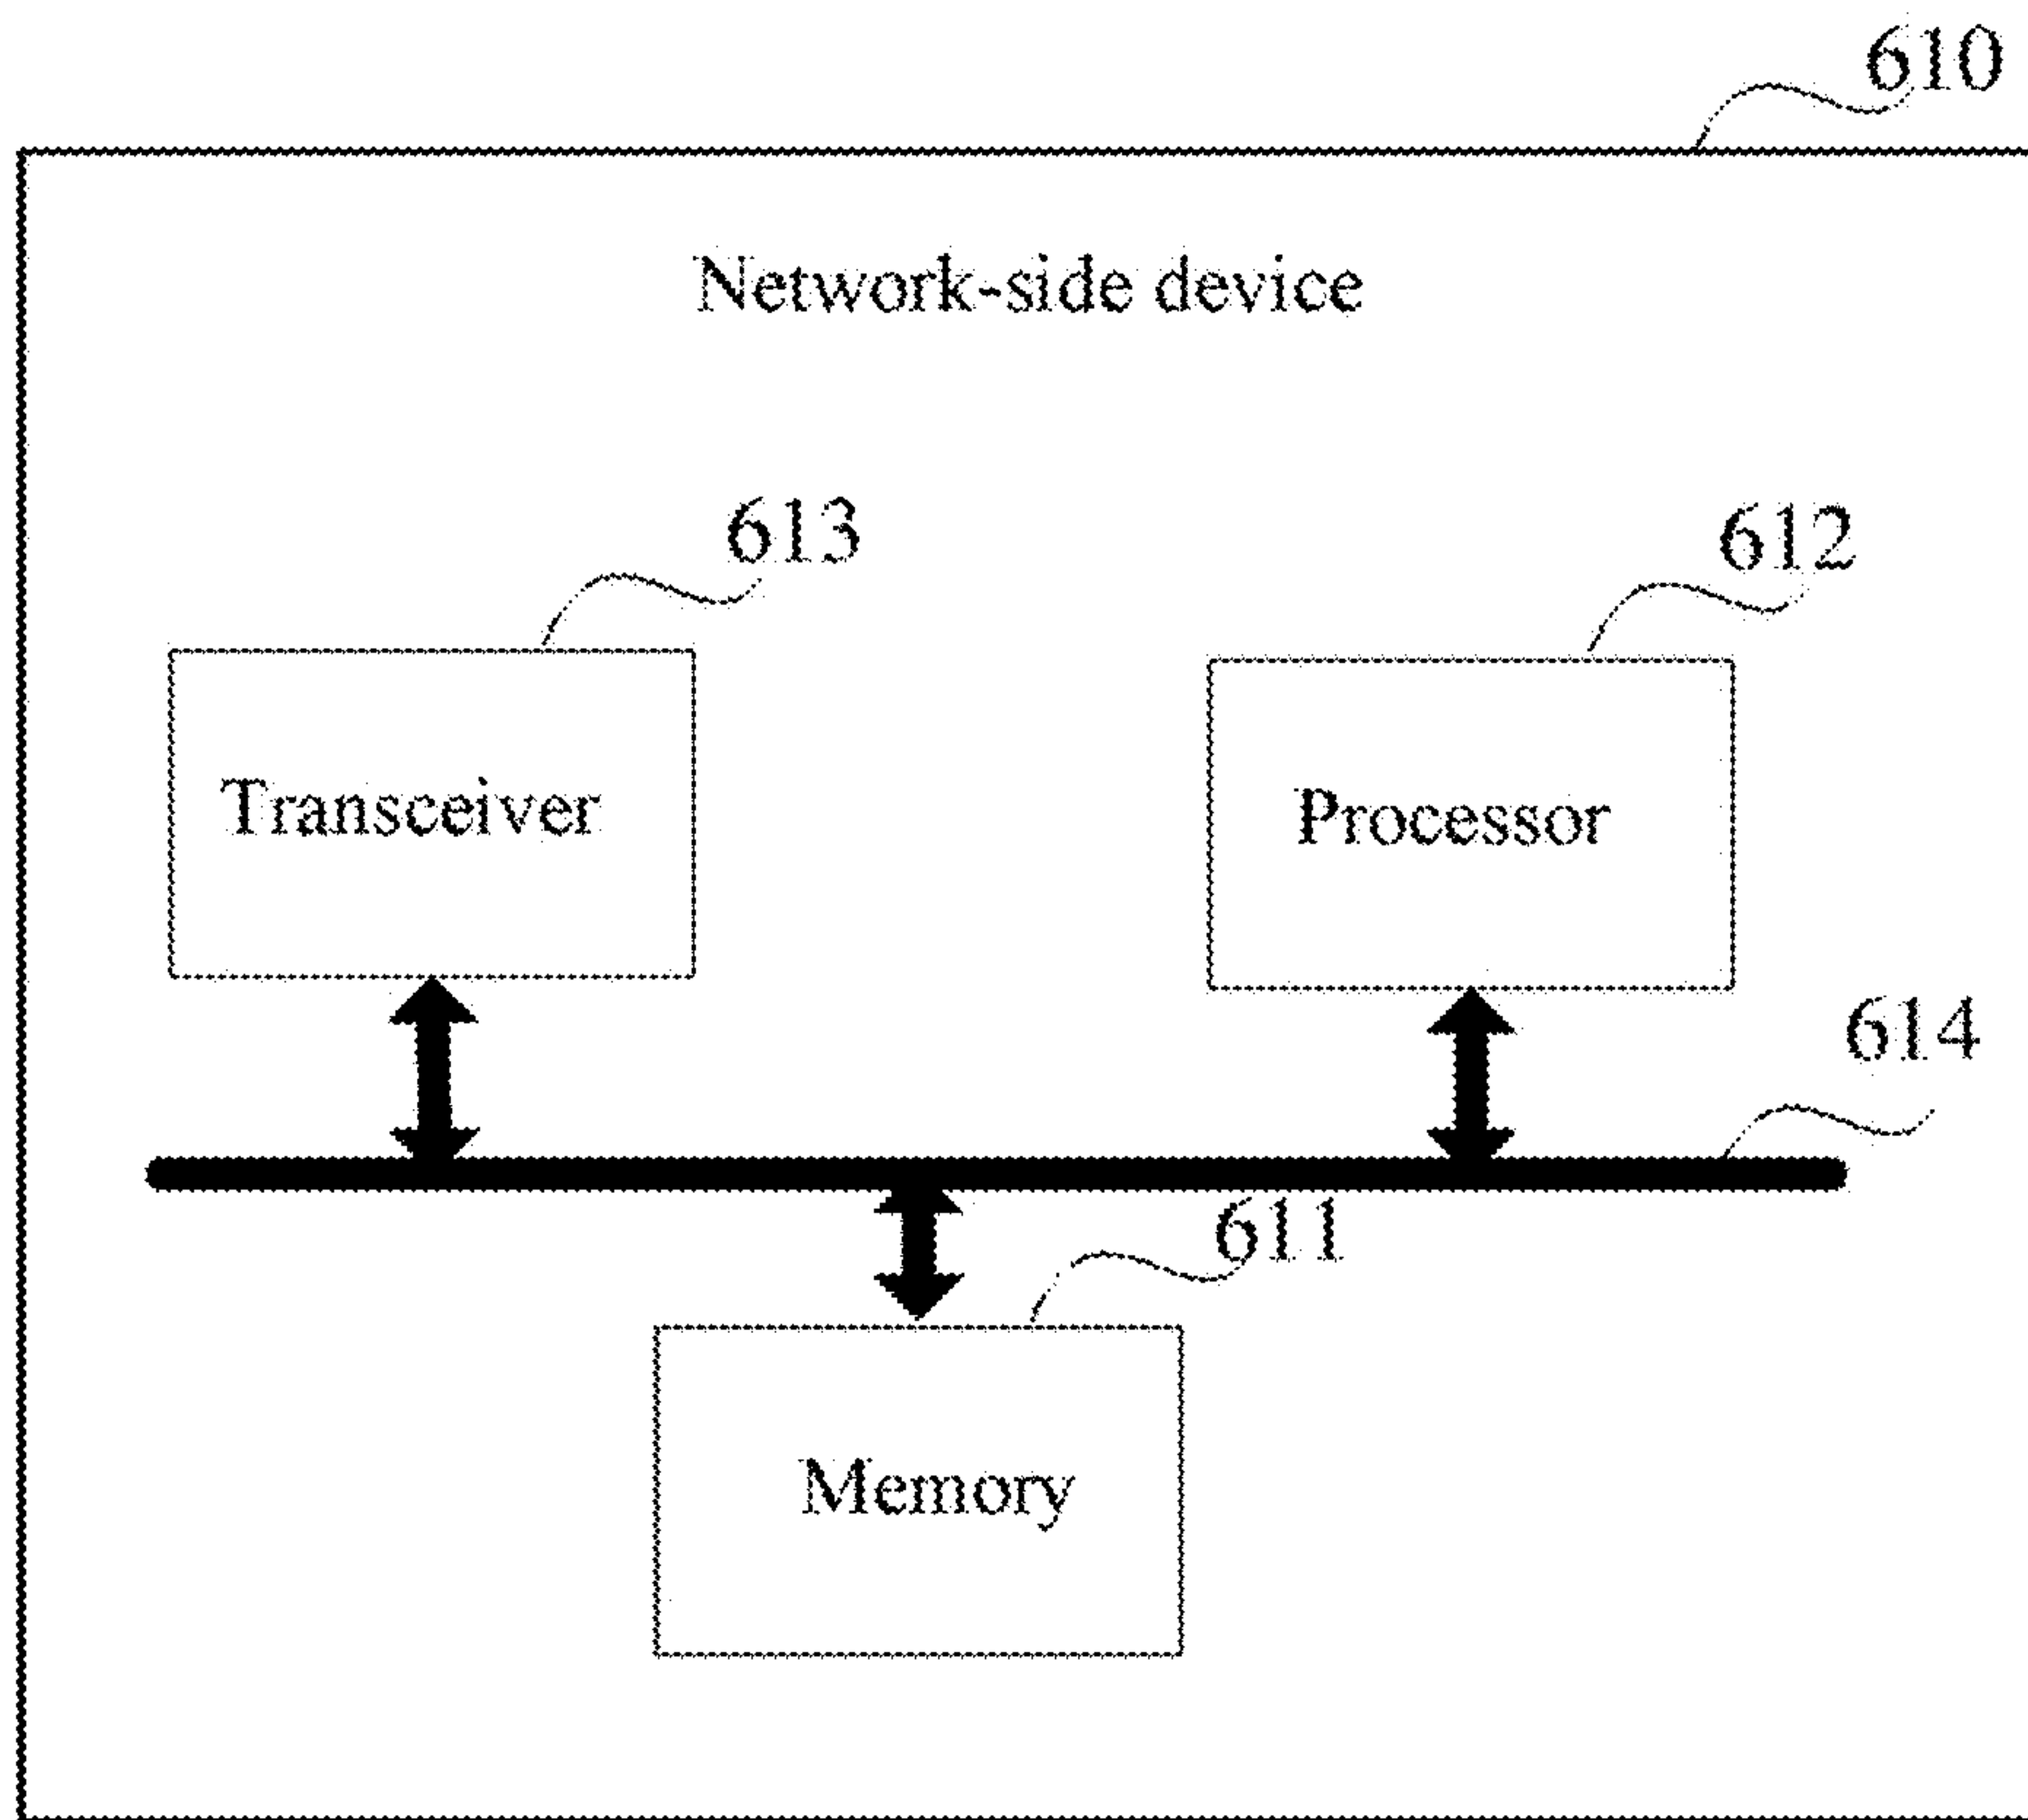 610
Network-side device
613
612
Transceiver
Processor
614
611
Memory